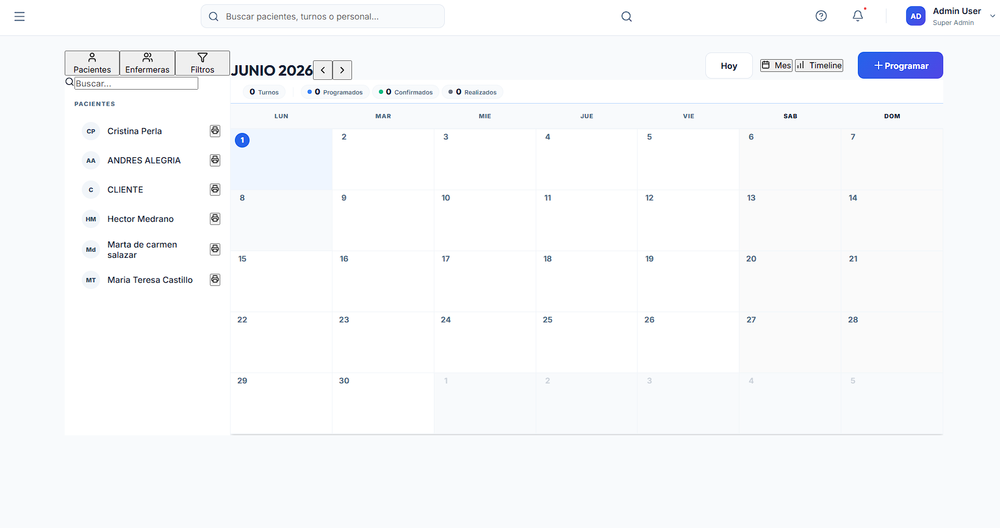 Buscar pacientes, turnos o personal...
AD
Admin User
Super Admin
Pacientes
Enfermeras
Filtros
Buscar...
PACIENTES
CP Cristina Perla
AA ANDRES ALEGRIA
C CLIENTE
HM Hector Medrano
Md Marta de carmen
salazar
MT Maria Teresa Castillo
JUNIO 2026
Hoy
Mes
Timeline
Programar
0 Turnos
0 Programados
0 Confirmados
0 Realizados
LUN MAR MIE JUE VIE SAB DOM
1 2 3 4 5 6 7
8 9 10 11 12 13 14
15 16 17 18 19 20 21
22 23 24 25 26 27 28
29 30 1 2 3 4 5